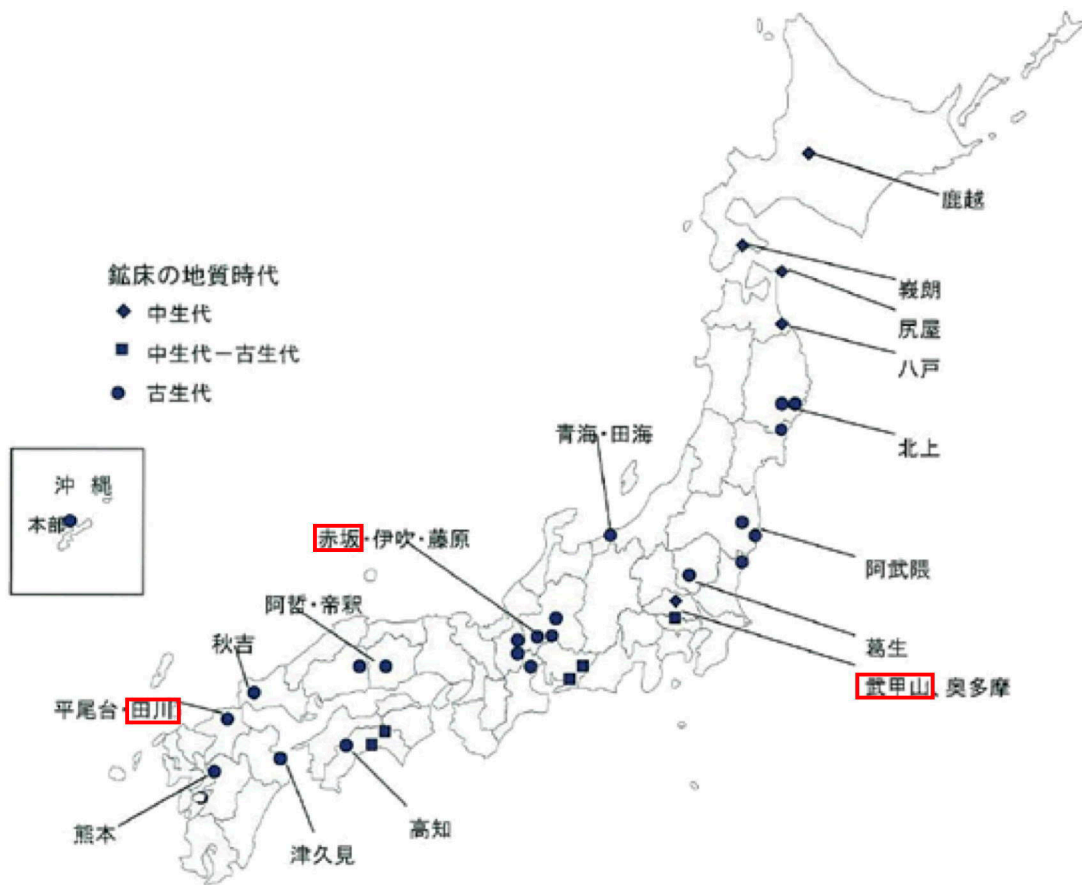 鹿越
鉱床の地質時代
中生代
中生代－古生代
古生代
嶐朗
尻屋
八戸
北上
青海・田海
沖 縄
本部
赤坂・伊吹・藤原
阿武隈
阿哲・帝釈
葛生
秋吉
武甲山、奥多摩
平尾台・田川
熊本
高知
津久見